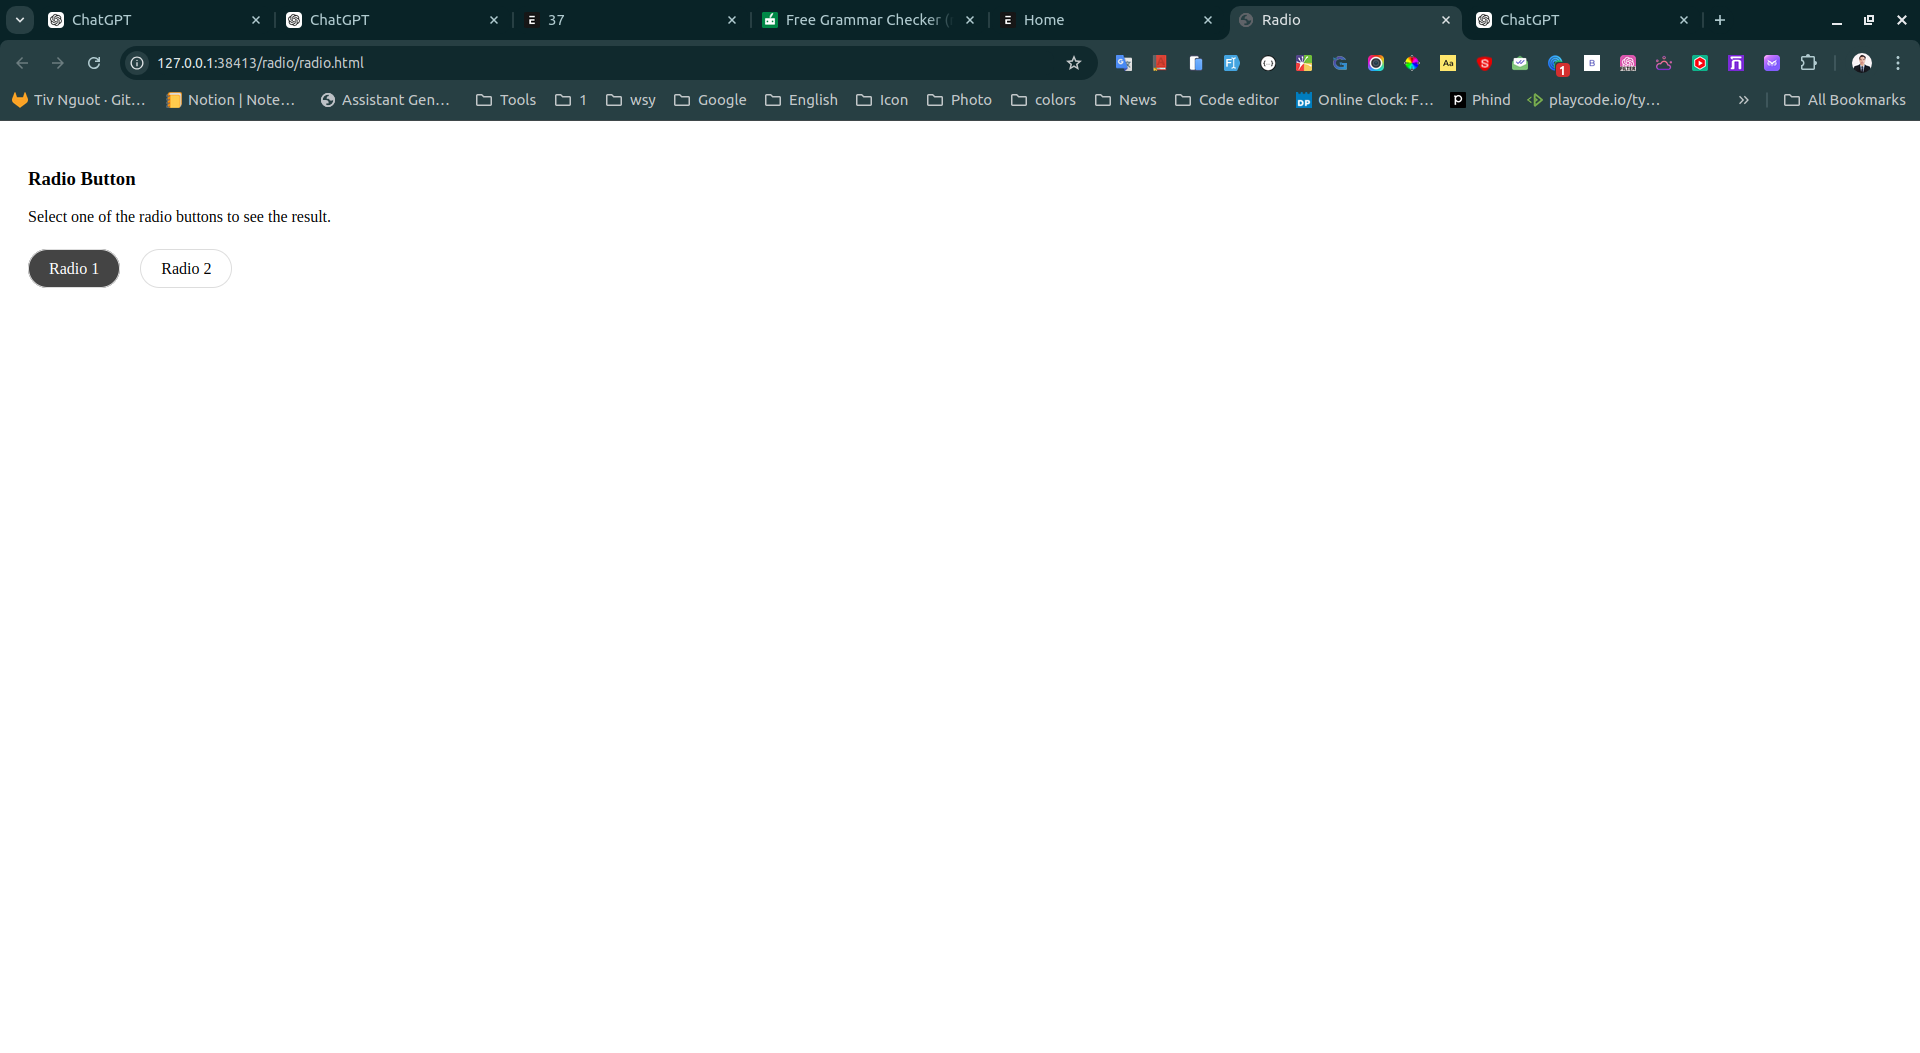 ChatGPT
ChatGPT
37
Free Grammar Checker
Home
Radio
ChatGPT
127.0.0.1:38413/radio/radio.html
Aa
S
B
1
Tiv Nguot · Git…
Notion | Note…
Assistant Gen…
Tools
1
wsy
Google
English
Icon
Photo
colors
News
Code editor
DP
Online Clock: F…
Phind
playcode.io/ty…
All Bookmarks
Radio Button
Select one of the radio buttons to see the result.
Radio 1
Radio 2